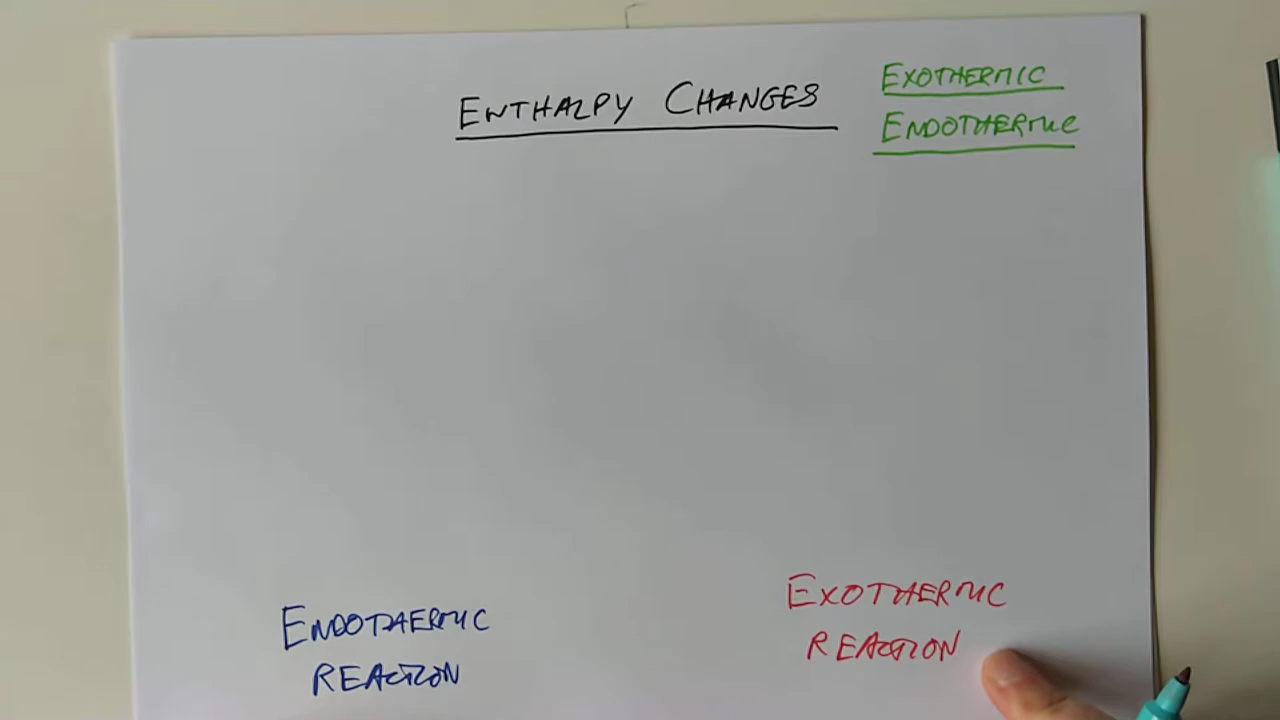 ENTHALPY CHANGES
EXOTHERMIC
ENDOTHERMIC
ENDOTHERMIC
REACTION
EXOTHERMIC
REACTION